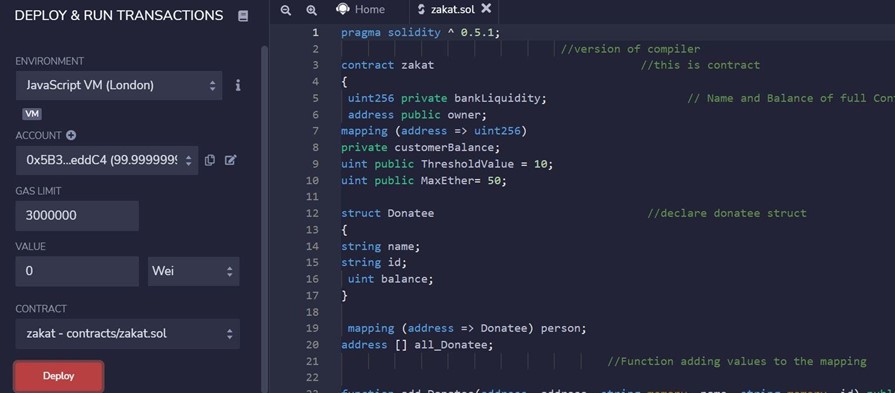 DEPLOY & RUN TRANSACTIONS
ENVIRONMENT
JavaScript VM (London)
VM
ACCOUNT
0x5B3...eddC4 (99.9999999
GAS LIMIT
3000000
VALUE
0
Wei
CONTRACT
zakat - contracts/zakat.sol
Deploy
Home
zakat.sol
1 pragma solidity ^ 0.5.1;
2 //version of compiler
3 contract zakat //this is contract
4 {
5 uint256 private bankLiquidity; // Name and Balance of full Con
6 address public owner;
7 mapping (address => uint256)
8 private customerBalance;
9 uint public ThresholdValue = 10;
10 uint public MaxEther= 50;
11
12 struct Donatee //declare donatee struct
13 {
14 string name;
15 string id;
16 uint balance;
17 }
18
19 mapping (address => Donatee) person;
20 address [] all_Donatee;
21 //Function adding values to the mapping
22